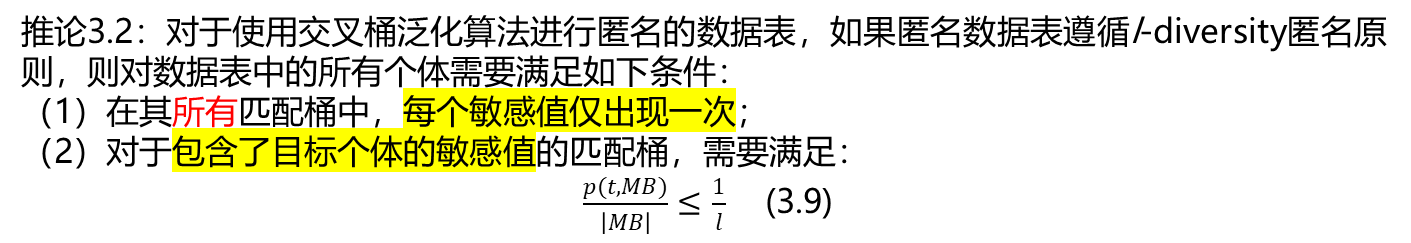 推论3.2：对于使用交叉桶泛化算法进行匿名的数据表，如果匿名数据表遵循l-diversity匿名原
则，则对数据表中的所有个体需要满足如下条件：
（1）在其所有匹配桶中，每个敏感值仅出现一次；
（2）对于包含了目标个体的敏感值的匹配桶，需要满足：
p(t,MB)/|MB| ≤ 1/l (3.9)